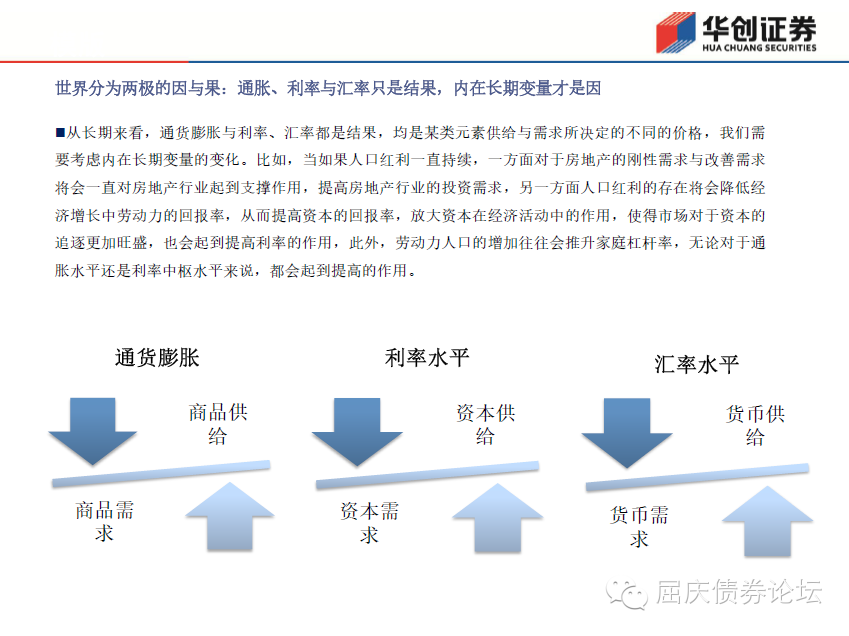 华创证券
HUA CHUANG SECURITIES
世界分为两极的因与果：通胀、利率与汇率只是结果，内在长期变量才是因
■从长期来看，通货膨胀与利率、汇率都是结果，均是某类元素供给与需求所决定的不同的价格，我们需
要考虑内在长期变量的变化。比如，当如果人口红利一直持续，一方面对于房地产的刚性需求与改善需求
将会一直对房地产行业起到支撑作用，提高房地产行业的投资需求，另一方面人口红利的存在将会降低经
济增长中劳动力的回报率，从而提高资本的回报率，放大资本在经济活动中的作用，使得市场对于资本的
追逐更加旺盛，也会起到提高利率的作用，此外，劳动力人口的增加往往会推升家庭杠杆率，无论对于通
胀水平还是利率中枢水平来说，都会起到提高的作用。
通货膨胀
商品供
给
商品需
求
利率水平
资本供
给
资本需
求
汇率水平
货币供
给
货币需
求
屈庆债券论坛